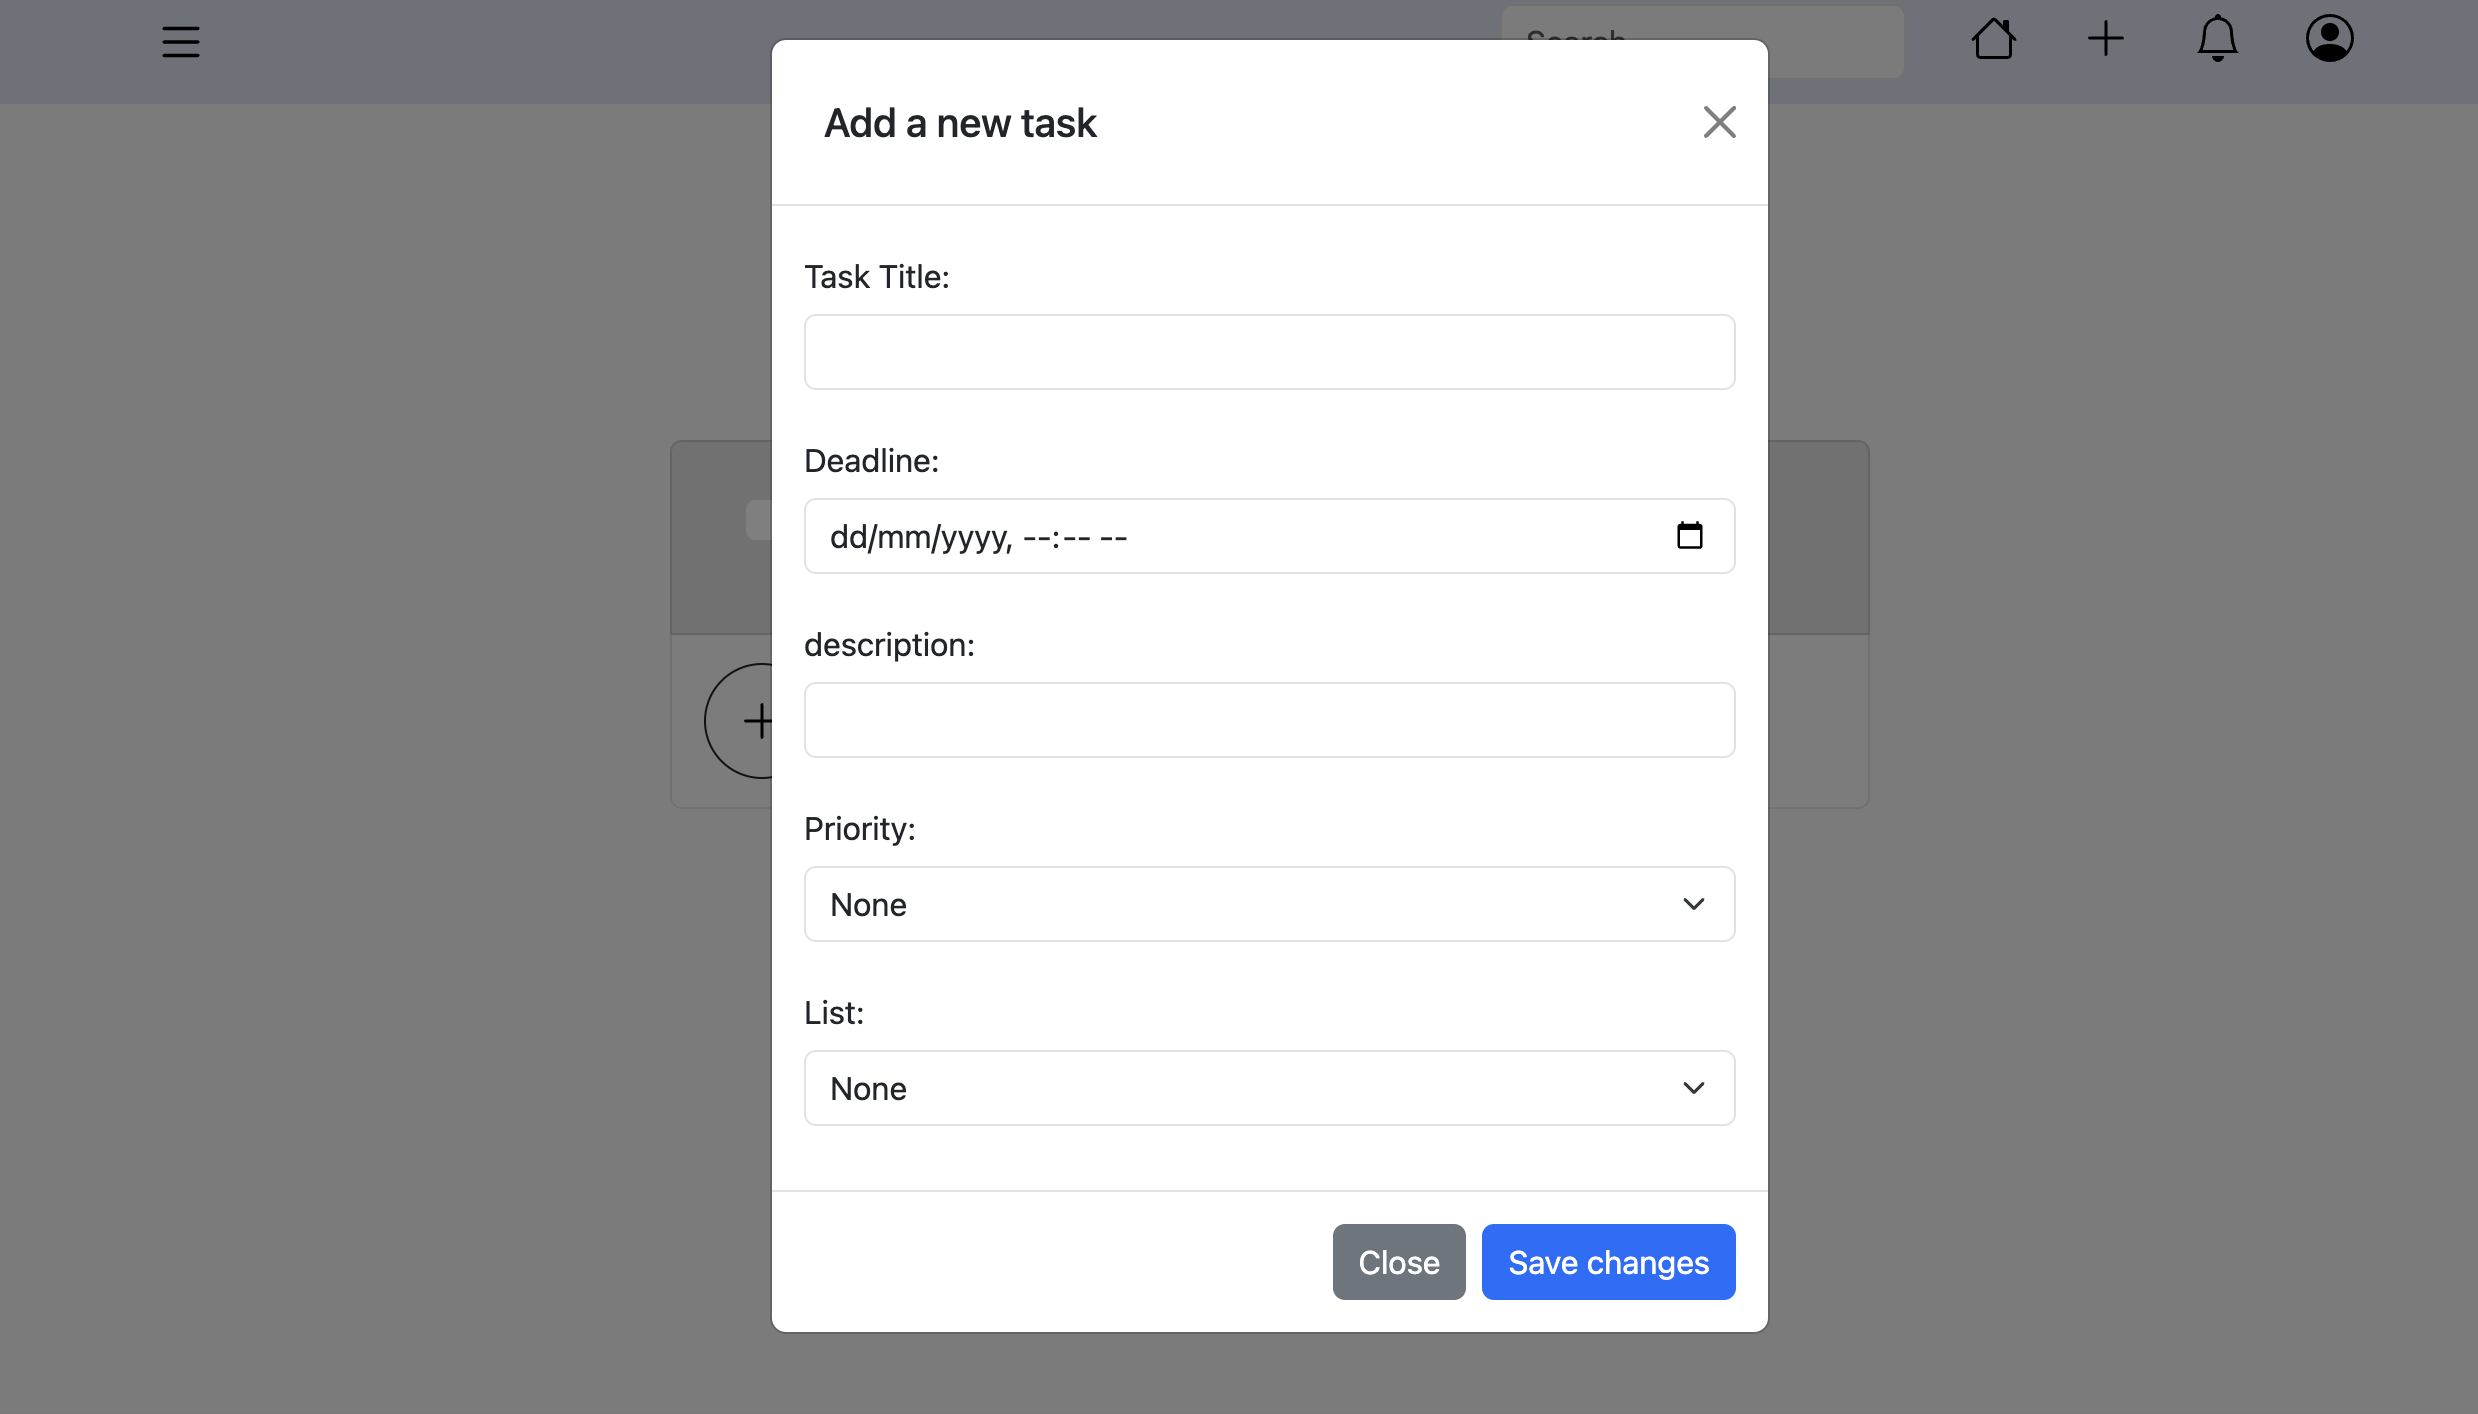 Search
Add a new task
Task Title:
Deadline:
dd/mm/yyyy, --:-- --
description:
Priority:
None
List:
None
Close
Save changes